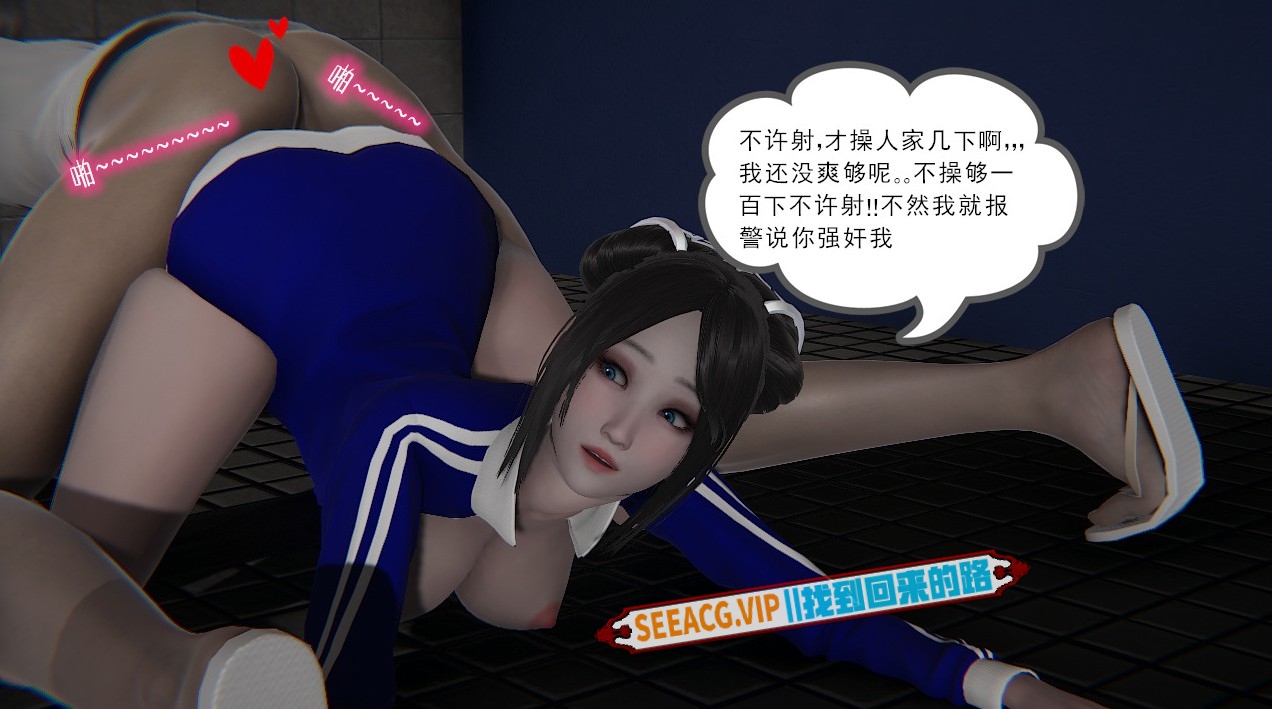 啪~~~~~
啪~~~~~~~~~~
不许射,才操人家几下啊,,,
我还没爽够呢。。不操够一
百下不许射!!不然我就报
警说你强奸我
SEEACG.VIP||找到回来的路